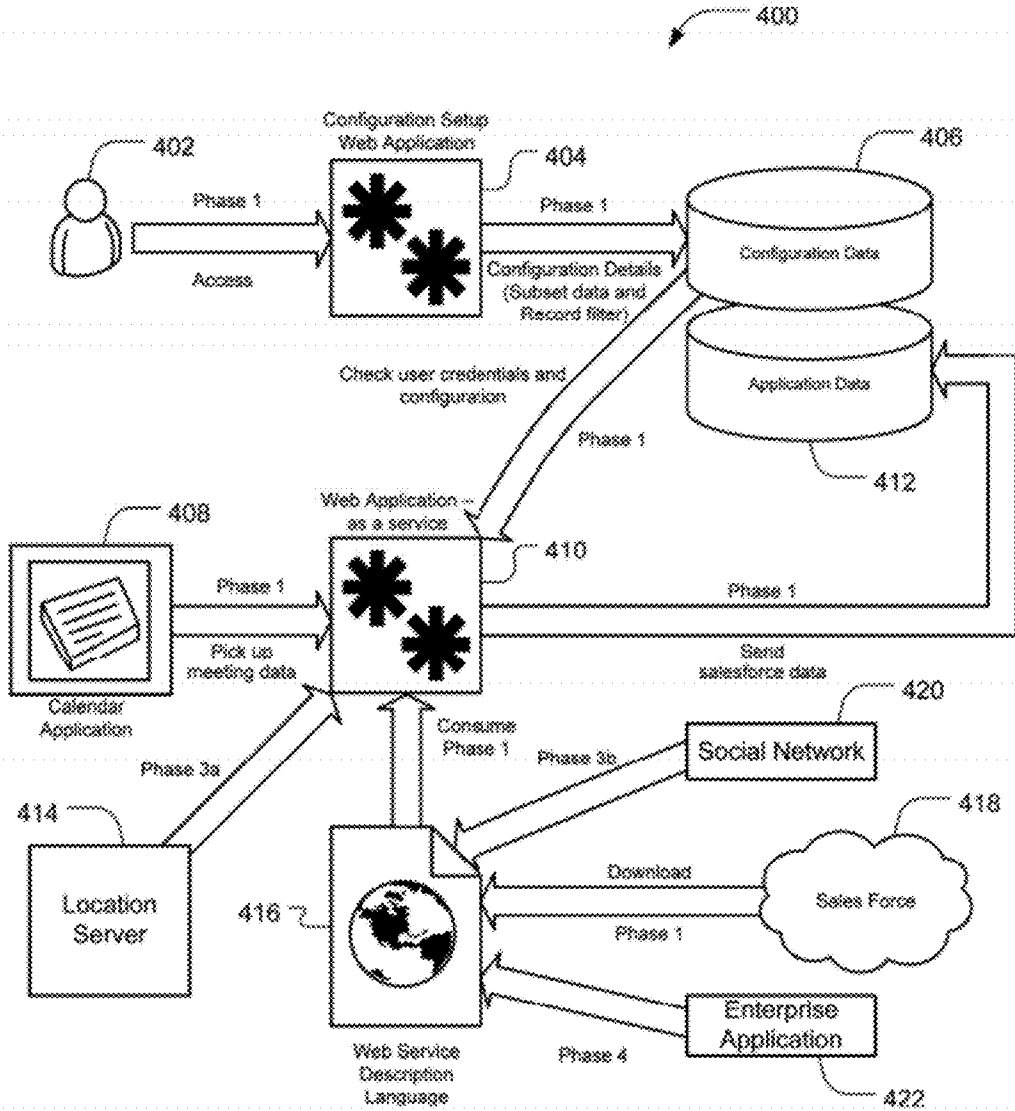 400
Configuration Setup
Web Application
402
404
406
Phase 1
Phase 1
Configuration Data
Access
Configuration Details
(Subset data and
Record filter)
Check user credentials and
configuration
Application Data
Phase 1
412
408
Web Application –
as a service
410
Phase 1
Phase 1
Pick up
meeting data
Send
salesforce data
Calendar
Application
Consume
Phase 1
420
Phase 3a
Phase 3b
Social Network
414
418
Location
Server
Download
416
Sales Force
Phase 1
Enterprise
Application
Phase 4
Web Service
Description
Language
422